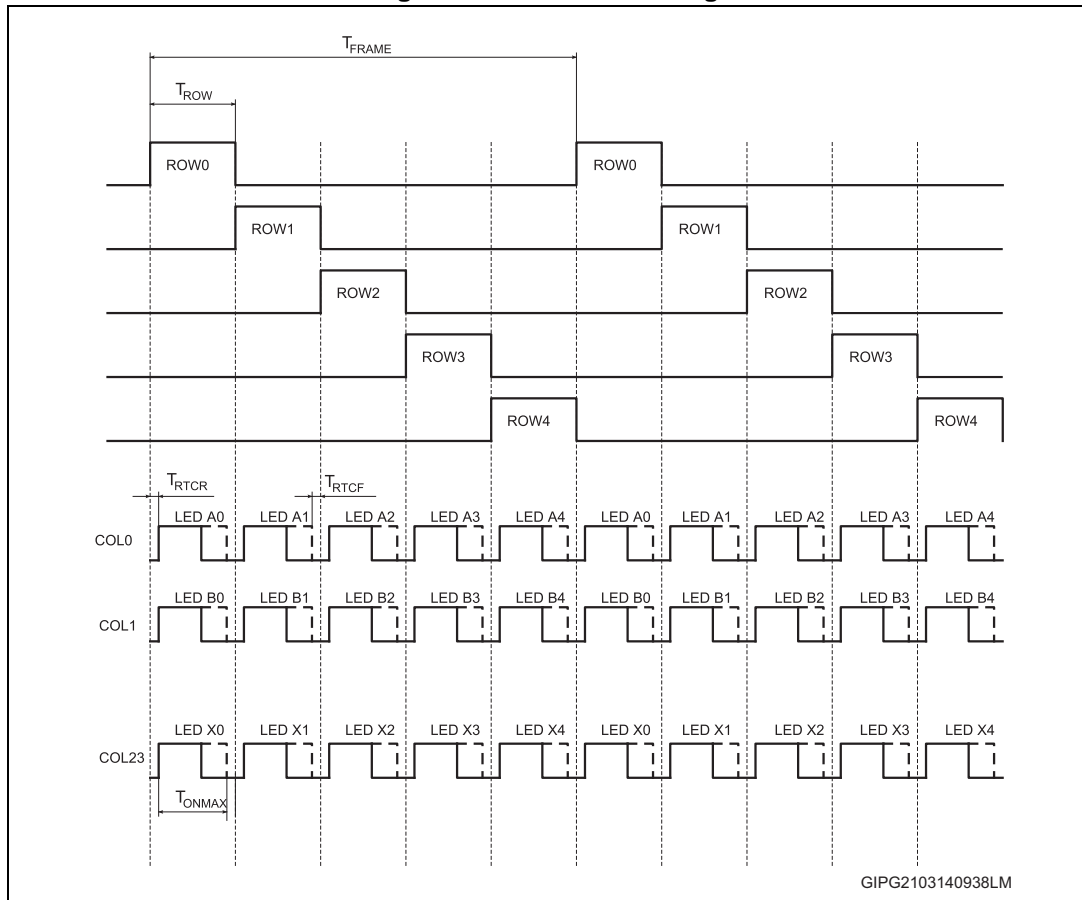 TFRAME
TROW
ROW0 ROW0
ROW1 ROW1
ROW2 ROW2
ROW3 ROW3
ROW4 ROW4
TRTCR TRTCF
LED A0 LED A1 LED A2 LED A3 LED A4 LED A0 LED A1 LED A2 LED A3 LED A4
COL0
LED B0 LED B1 LED B2 LED B3 LED B4 LED B0 LED B1 LED B2 LED B3 LED B4
COL1
LED X0 LED X1 LED X2 LED X3 LED X4 LED X0 LED X1 LED X2 LED X3 LED X4
COL23
TONMAX
GIPG2103140938LM